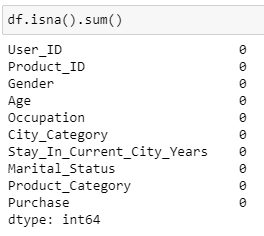 df.isna().sum()
User_ID 0
Product_ID 0
Gender 0
Age 0
Occupation 0
City_Category 0
Stay_In_Current_City_Years 0
Marital_Status 0
Product_Category 0
Purchase 0
dtype: int64